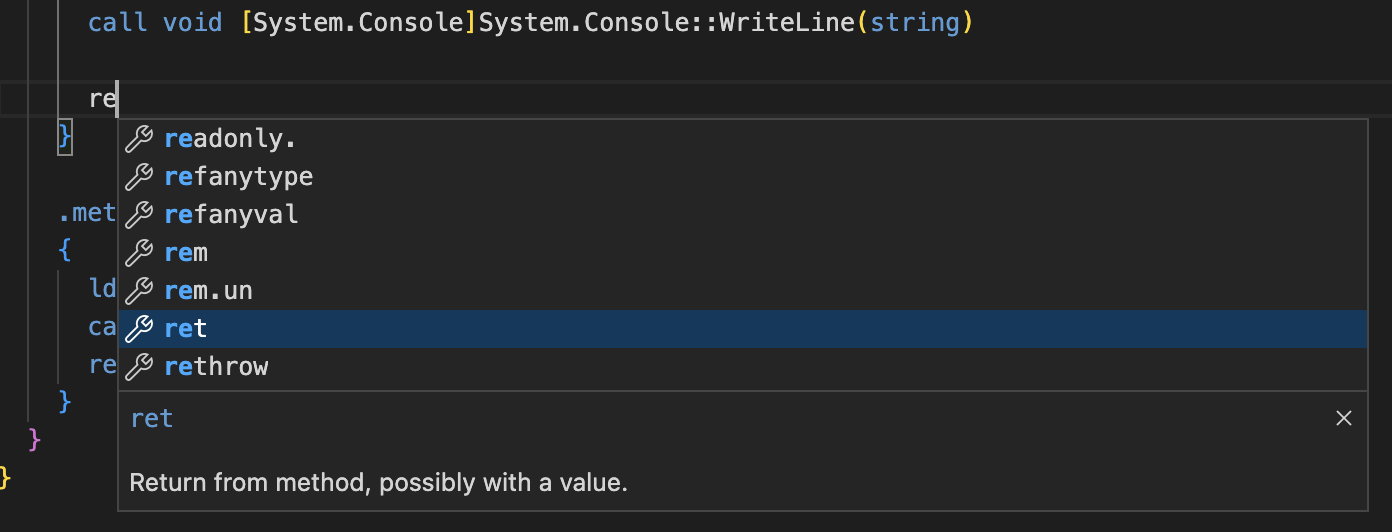 call void [System.Console]System.Console::WriteLine(string)
re
}
readonly.
refanytype
.met
refanyval
{
rem
ld
rem.un
ca
ret
re
rethrow
}
ret
}
}
Return from method, possibly with a value.